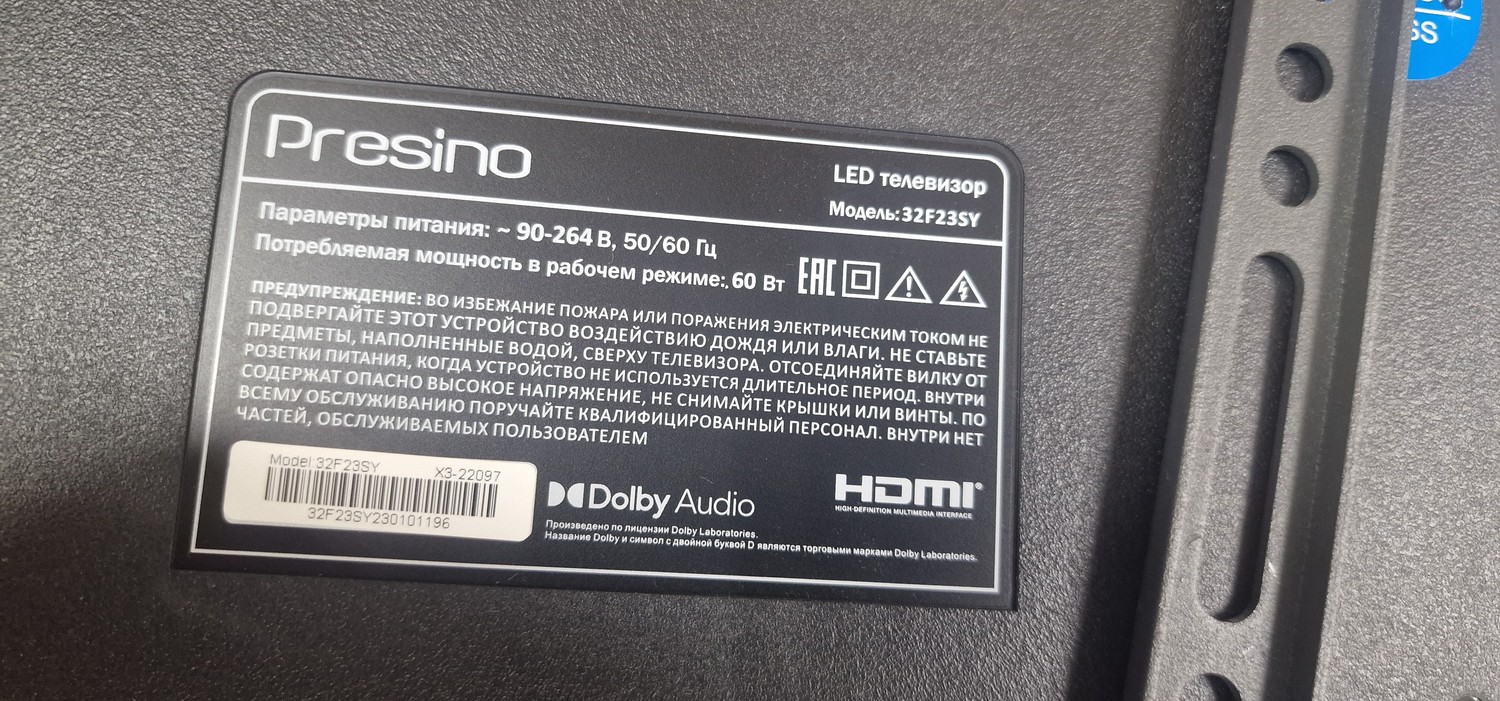 Presino
LED телевизор
Модель:32F23SY
Параметры питания: ~ 90-264 В, 50/60 Гц
Потребляемая мощность в рабочем режиме:. 60 Вт
EAC
ПРЕДУПРЕЖДЕНИЕ: ВО ИЗБЕЖАНИЕ ПОЖАРА ИЛИ ПОРАЖЕНИЯ ЭЛЕКТРИЧЕСКИМ ТОКОМ НЕ
ПОДВЕРГАЙТЕ ЭТОТ УСТРОЙСТВО ВОЗДЕЙСТВИЮ ДОЖДЯ ИЛИ ВЛАГИ. НЕ СТАВЬТЕ
ПРЕДМЕТЫ, НАПОЛНЕННЫЕ ВОДОЙ, СВЕРХУ ТЕЛЕВИЗОРА. ОТСОЕДИНЯЙТЕ ВИЛКУ ОТ
РОЗЕТКИ ПИТАНИЯ, КОГДА УСТРОЙСТВО НЕ ИСПОЛЬЗУЕТСЯ ДЛИТЕЛЬНОЕ ПЕРИОД. ВНУТРИ
СОДЕРЖАТ ОПАСНО ВЫСОКОЕ НАПРЯЖЕНИЕ, НЕ СНИМАЙТЕ КРЫШКИ ИЛИ ВИНТЫ. ПО
ВСЕМУ ОБСЛУЖИВАНИЮ ПОРУЧАЙТЕ КВАЛИФИЦИРОВАННЫЙ ПЕРСОНАЛ. ВНУТРИ НЕТ
ЧАСТЕЙ, ОБСЛУЖИВАЕМЫХ ПОЛЬЗОВАТЕЛЕМ
Model:32F23SY X3-22097
32F23SY230101196
Dolby Audio
Произведено по лицензии Dolby Laboratories.
Название Dolby и символ с двойной буквой D являются торговыми марками Dolby Laboratories.
HDMI®
HIGH-DEFINITION MULTIMEDIA INTERFACE